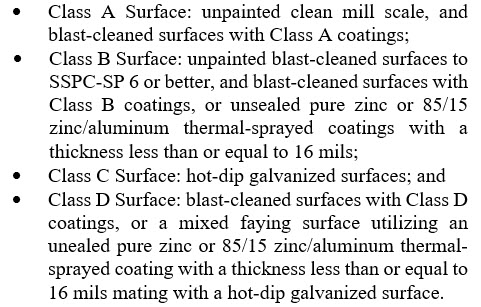 • Class A Surface: unpainted clean mill scale, and
blast-cleaned surfaces with Class A coatings;
• Class B Surface: unpainted blast-cleaned surfaces to
SSPC-SP 6 or better, and blast-cleaned surfaces with
Class B coatings, or unsealed pure zinc or 85/15
zinc/aluminum thermal-sprayed coatings with a
thickness less than or equal to 16 mils;
• Class C Surface: hot-dip galvanized surfaces; and
• Class D Surface: blast-cleaned surfaces with Class D
coatings, or a mixed faying surface utilizing an
unealed pure zinc or 85/15 zinc/aluminum thermal-
sprayed coating with a thickness less than or equal to
16 mils mating with a hot-dip galvanized surface.